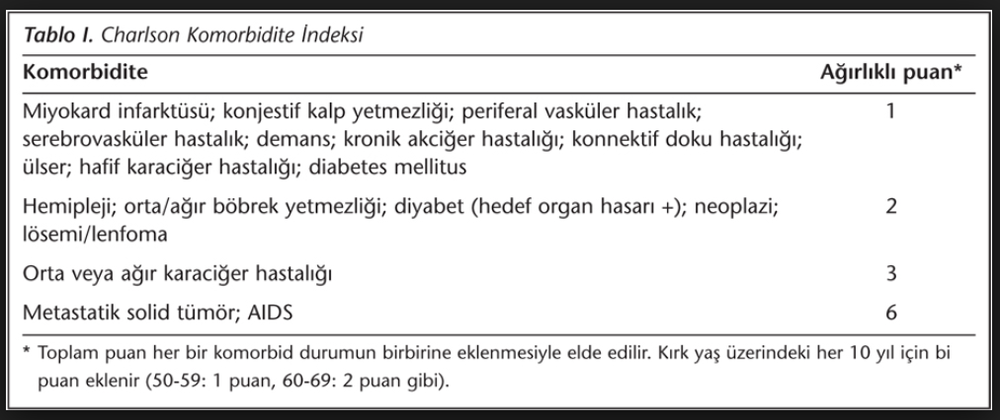 Tablo I. Charlson Komorbidite İndeksi
Komorbidite Ağırlıklı puan*
Miyokard infarktüsü; konjestif kalp yetmezliği; periferal vasküler hastalık; 1
serebrovasküler hastalık; demans; kronik akciğer hastalığı; konnektif doku hastalığı;
ülser; hafif karaciğer hastalığı; diabetes mellitus
Hemipleji; orta/ağır böbrek yetmezliği; diyabet (hedef organ hasarı +); neoplazi; 2
lösemi/lenfoma
Orta veya ağır karaciğer hastalığı 3
Metastatik solid tümör; AIDS 6
* Toplam puan her bir komorbid durumun birbirine eklenmesiyle elde edilir. Kırk yaş üzerindeki her 10 yıl için bi
puan eklenir (50-59: 1 puan, 60-69: 2 puan gibi).